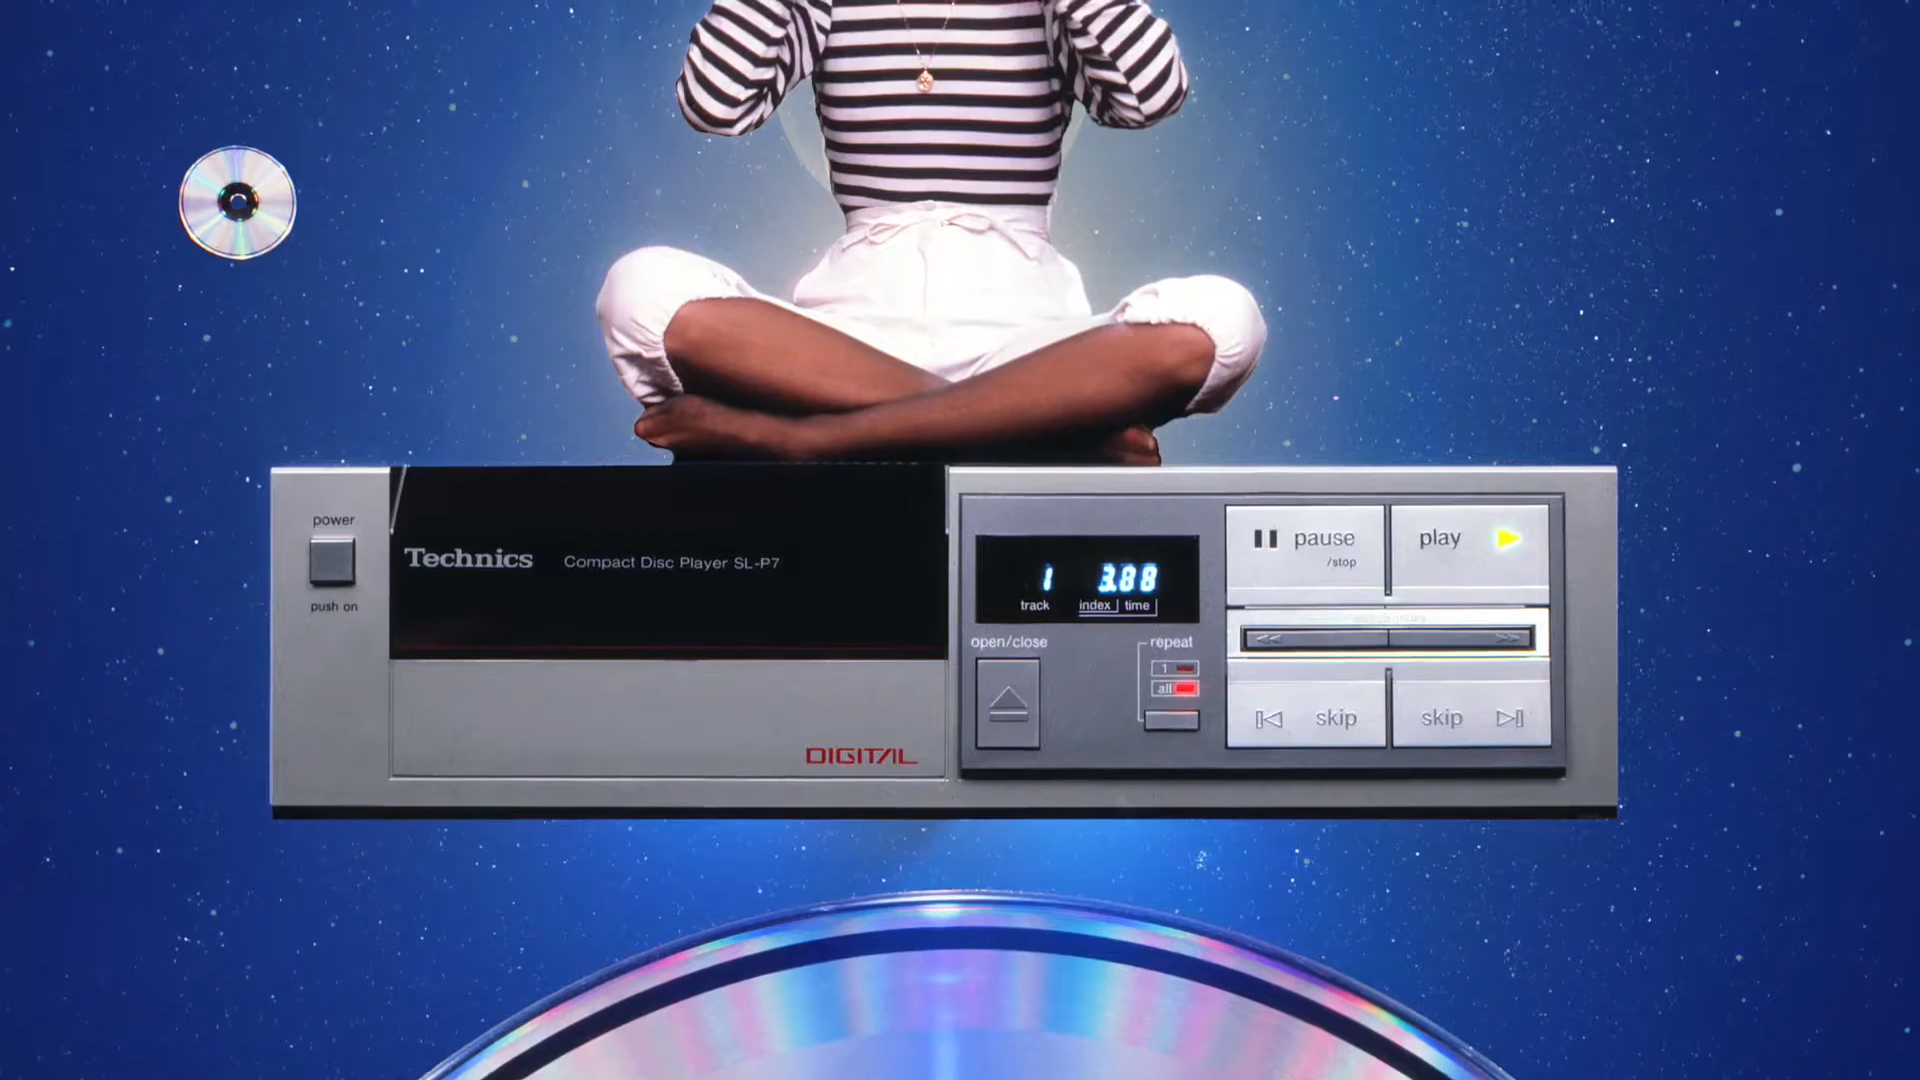 power
push on
Technics Compact Disc Player SL-P7
DIGITAL
1 3.88
track index time
open/close
repeat
1
all
pause
/stop
play
skip
skip